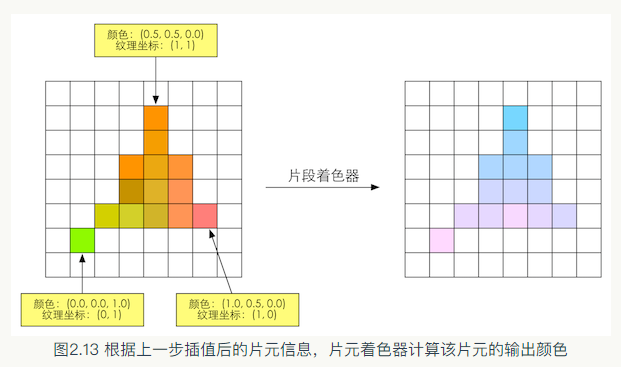 颜色：(0.5, 0.5, 0.0)
纹理坐标：(1, 1)
片段着色器
颜色：(0.0, 0.0, 1.0)
纹理坐标：(0, 1)
颜色：(1.0, 0.5, 0.0)
纹理坐标：(1, 0)
图2.13 根据上一步插值后的片元信息，片元着色器计算该片元的输出颜色